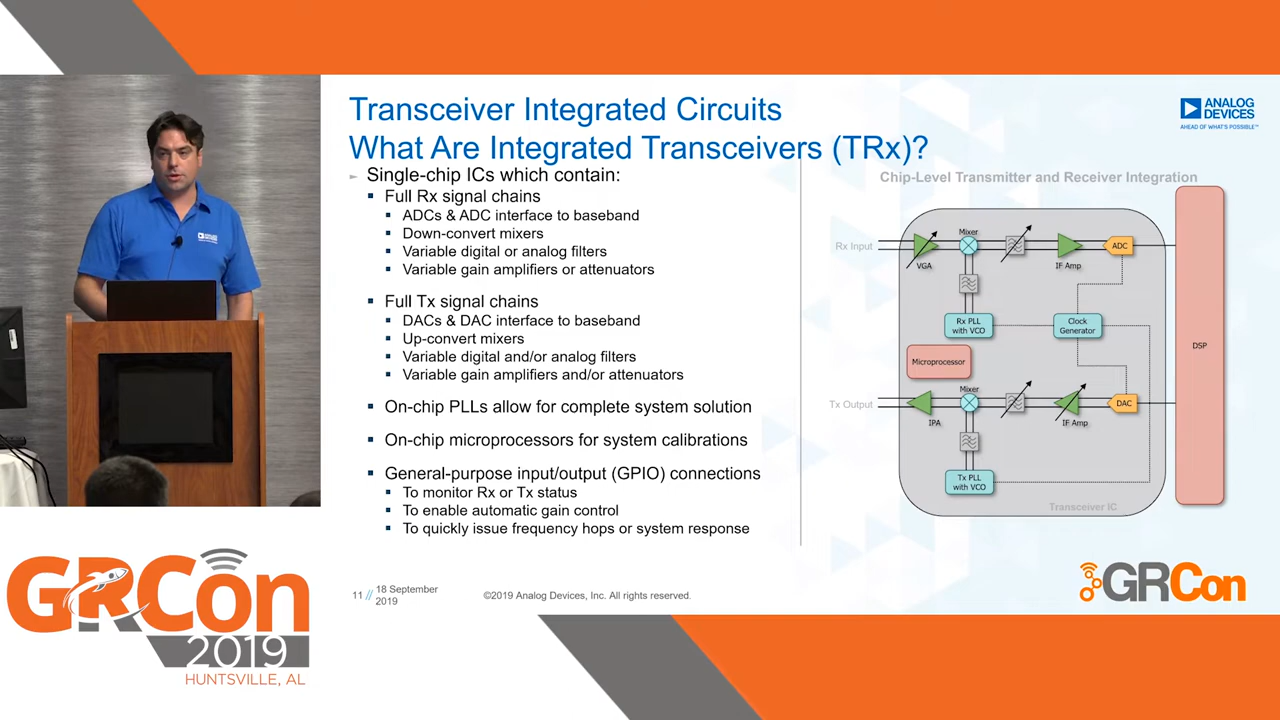 Transceiver Integrated Circuits
What Are Integrated Transceivers (TRx)?
ANALOG
DEVICES
AHEAD OF WHAT'S POSSIBLE™
Single-chip ICs which contain:
Full Rx signal chains
ADCs & ADC interface to baseband
Down-convert mixers
Variable digital or analog filters
Variable gain amplifiers or attenuators
Full Tx signal chains
DACs & DAC interface to baseband
Up-convert mixers
Variable digital and/or analog filters
Variable gain amplifiers and/or attenuators
On-chip PLLs allow for complete system solution
On-chip microprocessors for system calibrations
General-purpose input/output (GPIO) connections
To monitor Rx or Tx status
To enable automatic gain control
To quickly issue frequency hops or system response
Chip-Level Transmitter and Receiver Integration
Rx Input
VGA
Mixer
IF Amp
ADC
Rx PLL
with VCO
Clock
Generator
DSP
Microprocessor
Tx Output
IPA
Mixer
IF Amp
DAC
Tx PLL
with VCO
Transceiver IC
11 // 18 September
2019
©2019 Analog Devices, Inc. All rights reserved.
GRCon
GRCon
2019
HUNTSVILLE, AL
ANALOG
DEVICES